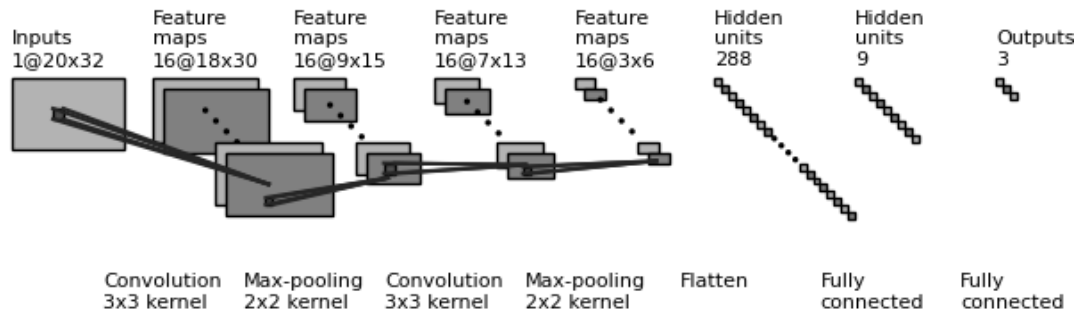 Inputs
1@20x32
Feature
maps
16@18x30
Feature
maps
16@9x15
Feature
maps
16@7x13
Feature
maps
16@3x6
Hidden
units
288
Hidden
units
9
Outputs
3
Convolution
3x3 kernel
Max-pooling
2x2 kernel
Convolution
3x3 kernel
Max-pooling
2x2 kernel
Flatten
Fully
connected
Fully
connected